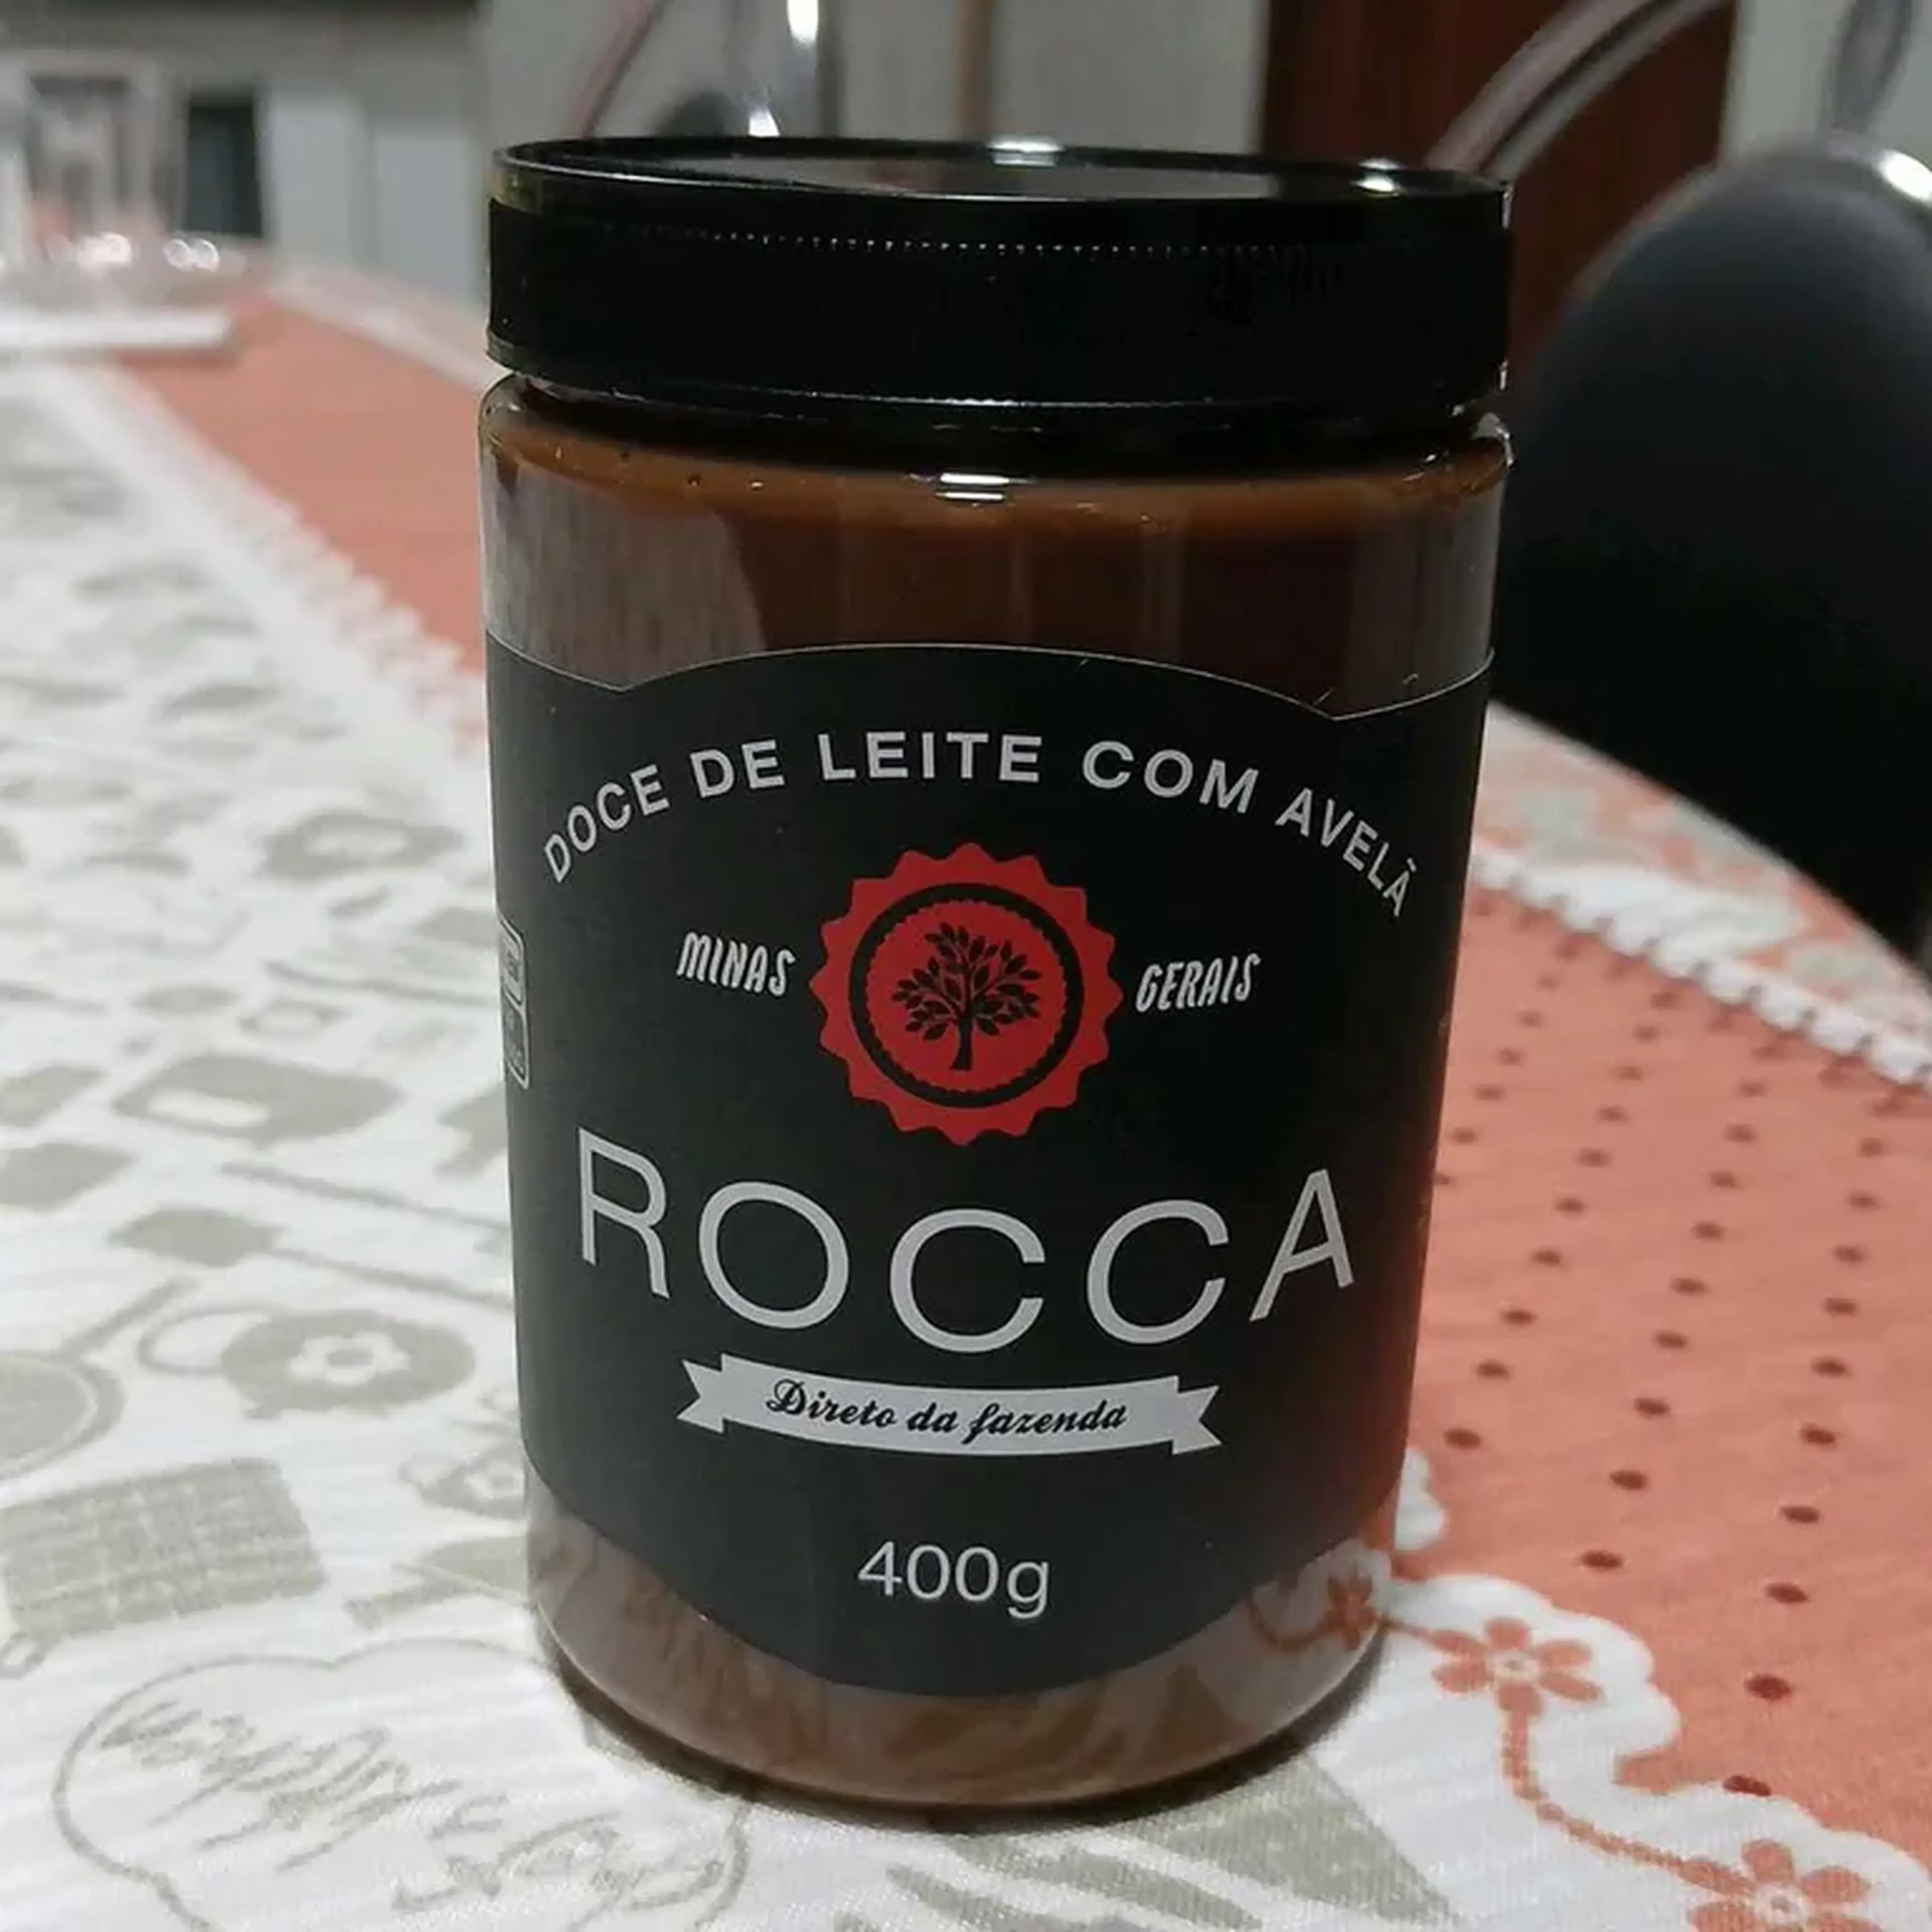 DOCE DE LEITE COM AVELÃ
MINAS GERAIS
ROCCA
Direto da fazenda
400g